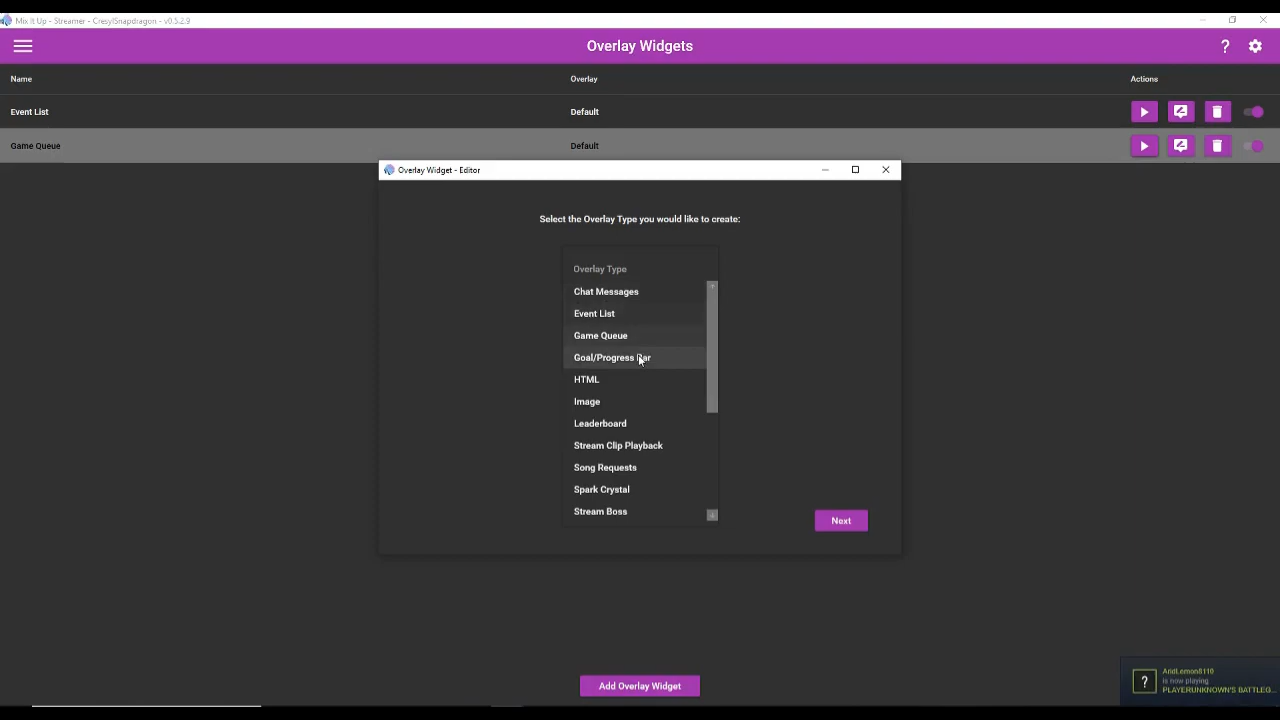 Mix It Up - Streamer - CresylSnapdragon - v0.5.2.9
Overlay Widgets
?
Name Overlay Actions
Event List Default
Game Queue Default
Overlay Widget - Editor
Select the Overlay Type you would like to create:
Overlay Type
Chat Messages
Event List
Game Queue
Goal/Progress Bar
HTML
Image
Leaderboard
Stream Clip Playback
Song Requests
Spark Crystal
Stream Boss
Next
Add Overlay Widget
?
AridLemon8110
is now playing
PLAYERUNKNOWN'S BATTLEG...